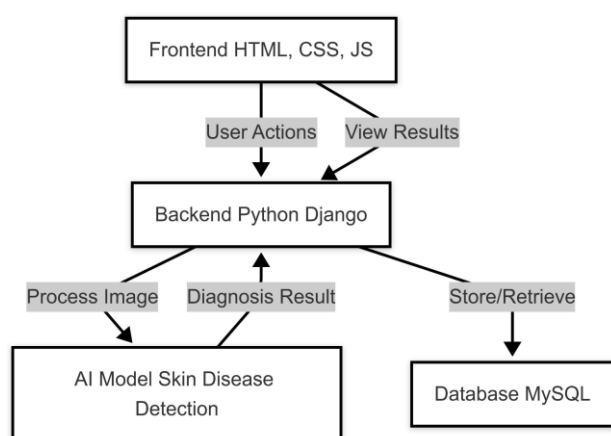 Frontend HTML, CSS, JS
User Actions
View Results
Backend Python Django
Process Image
Diagnosis Result
Store/Retrieve
AI Model Skin Disease
Detection
Database MySQL